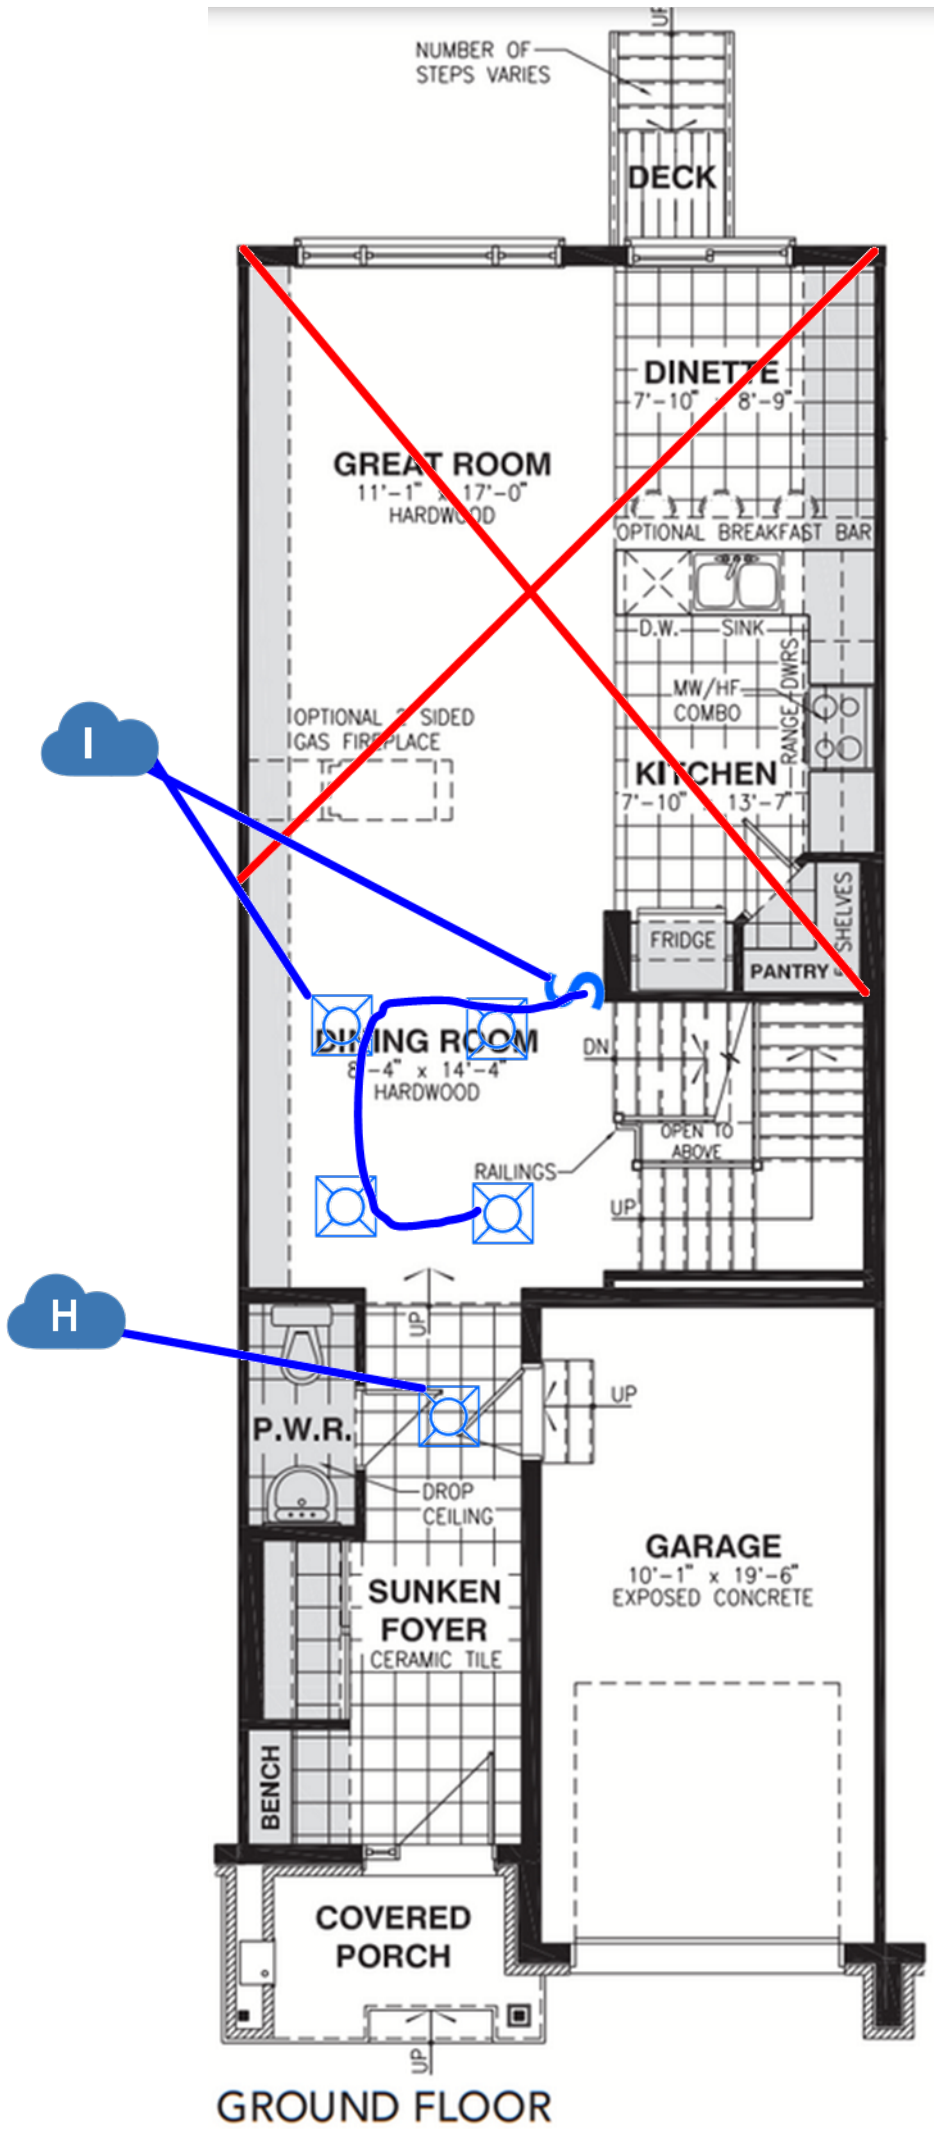 UP
NUMBER OF
STEPS VARIES
DECK
DINETTE
7'-10" 8'-9"
GREAT ROOM
11'-1" x 17'-0"
HARDWOOD
OPTIONAL BREAKFAST BAR
D.W. SINK
RANGE/DWRS
MW/HF
COMBO
I
OPTIONAL 2 SIDED
GAS FIREPLACE
KITCHEN
7'-10" 13'-7"
SHELVES
FRIDGE
PANTRY
S
DINING ROOM
8'-4" x 14'-4"
HARDWOOD
DN
OPEN TO
ABOVE
RAILINGS
UP
H
UP
UP
P.W.R.
DROP
CEILING
GARAGE
10'-1" x 19'-6"
EXPOSED CONCRETE
SUNKEN
FOYER
CERAMIC TILE
BENCH
COVERED
PORCH
UP
GROUND FLOOR